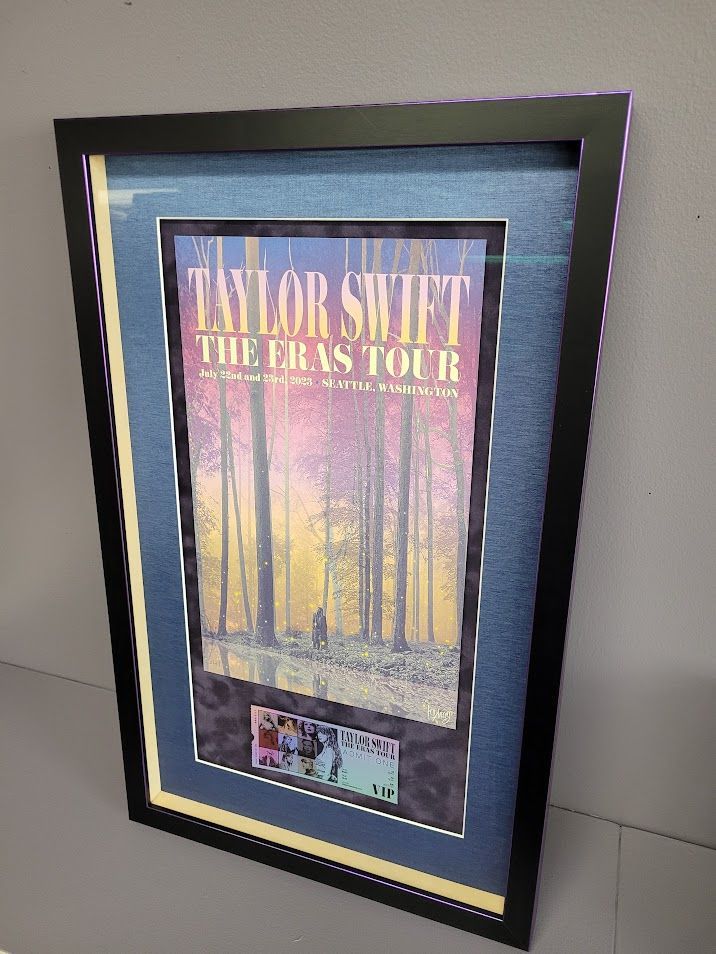 TAYLOR SWIFT
THE ERAS TOUR
July 22nd and 23rd, 2023 SEATTLE, WASHINGTON
TAYLOR SWIFT
THE ERAS TOUR
ADMIT ONE
VIP